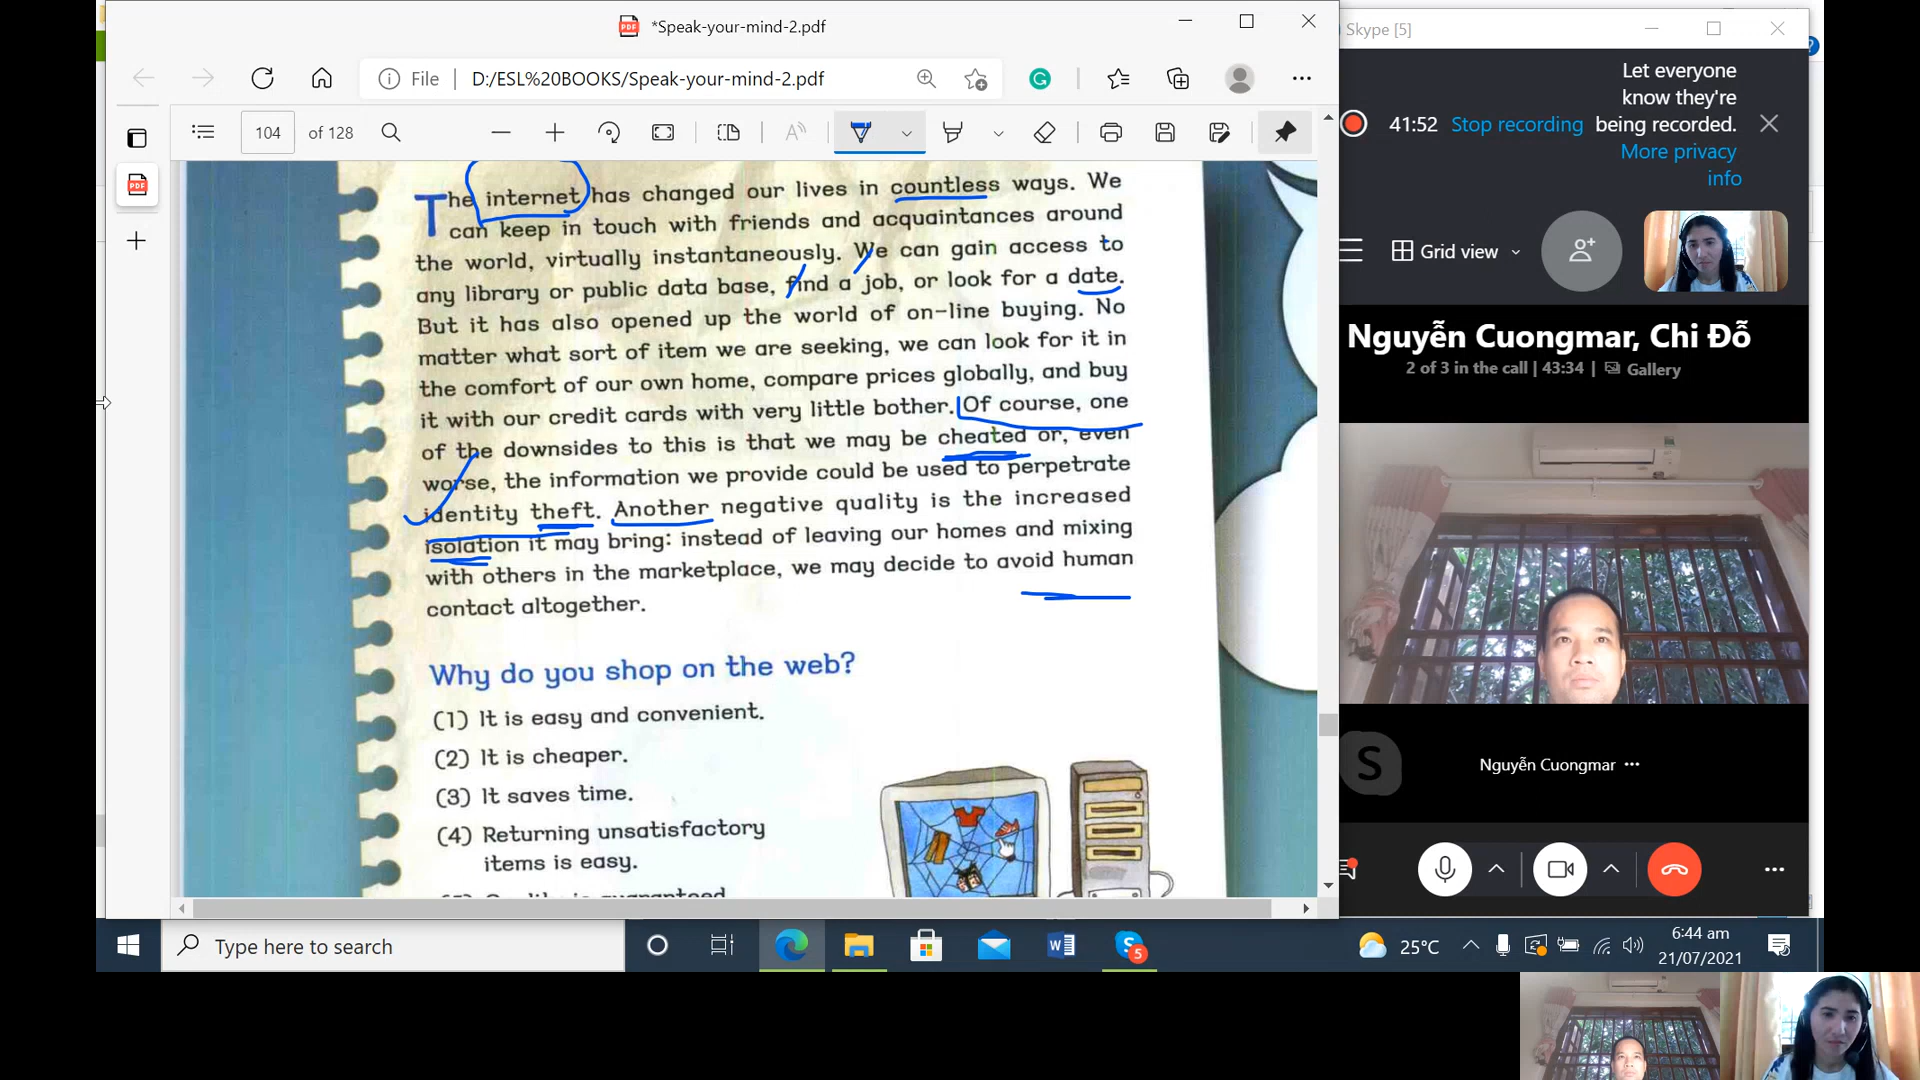 *Speak-your-mind-2.pdf
File
D:/ESL%20BOOKS/Speak-your-mind-2.pdf
104 of 128
The internet has changed our lives in countless ways. We
can keep in touch with friends and acquaintances around
the world, virtually instantaneously. We can gain access to
any library or public data base, find a job, or look for a date.
But it has also opened up the world of on-line buying. No
matter what sort of item we are seeking, we can look for it in
the comfort of our own home, compare prices globally, and buy
it with our credit cards with very little bother. Of course, one
of the downsides to this is that we may be cheated or, even
worse, the information we provide could be used to perpetrate
identity theft. Another negative quality is the increased
isolation it may bring: instead of leaving our homes and mixing
with others in the marketplace, we may decide to avoid human
contact altogether.
Why do you shop on the web?
(1) It is easy and convenient.
(2) It is cheaper.
(3) It saves time.
(4) Returning unsatisfactory
items is easy.
Skype [5]
41:52 Stop recording
Let everyone
know they're
being recorded.
More privacy
info
Grid view
Nguyễn Cuongmar, Chi Đỗ
2 of 3 in the call | 43:34 | Gallery
S
Nguyễn Cuongmar
Type here to search
25°C
6:44 am
21/07/2021